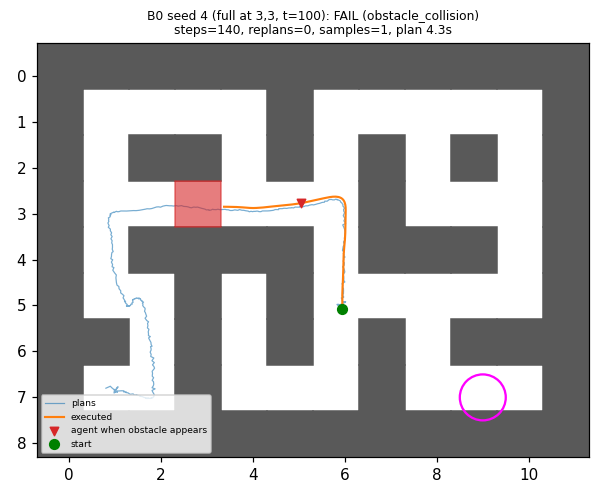 B0 seed 4 (full at 3,3, t=100): FAIL (obstacle_collision)
steps=140, replans=0, samples=1, plan 4.3s
0
1
2
3
4
5
6
7
8
plans
executed
agent when obstacle appears
start
0 2 4 6 8 10